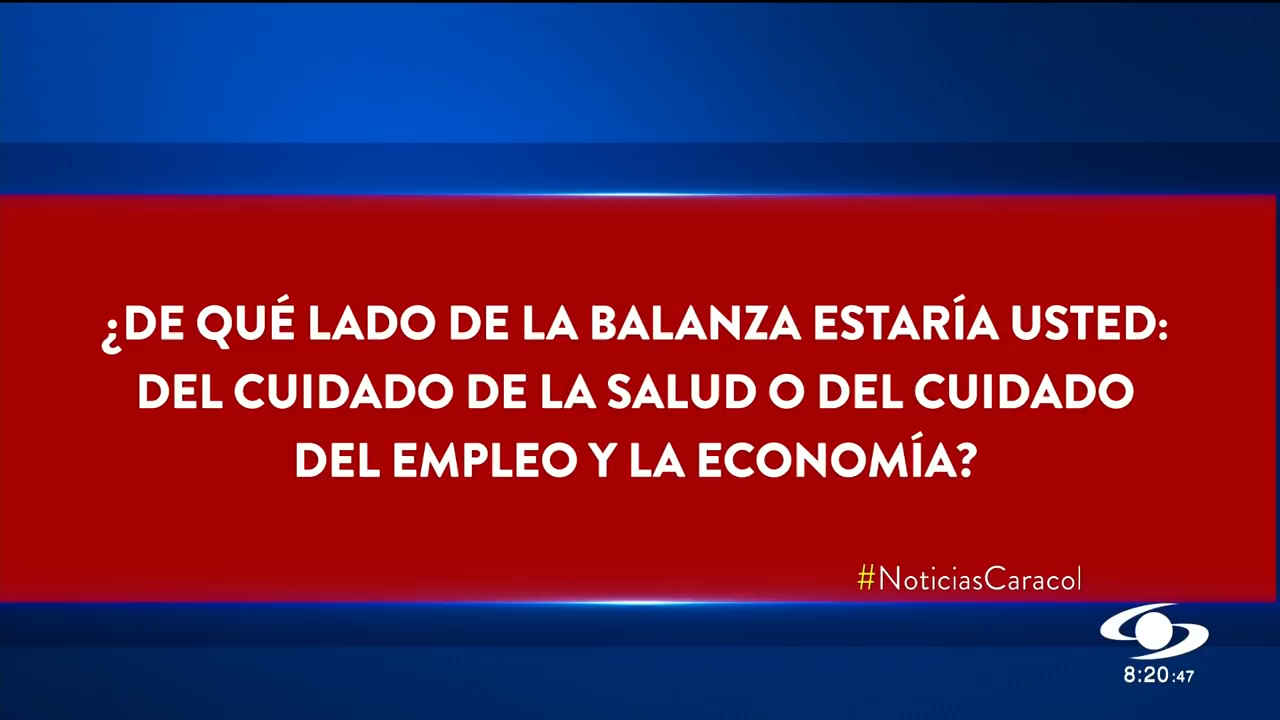 ¿DE QUÉ LADO DE LA BALANZA ESTARÍA USTED:
DEL CUIDADO DE LA SALUD O DEL CUIDADO
DEL EMPLEO Y LA ECONOMÍA?
#NoticiasCaracol
8:20:47